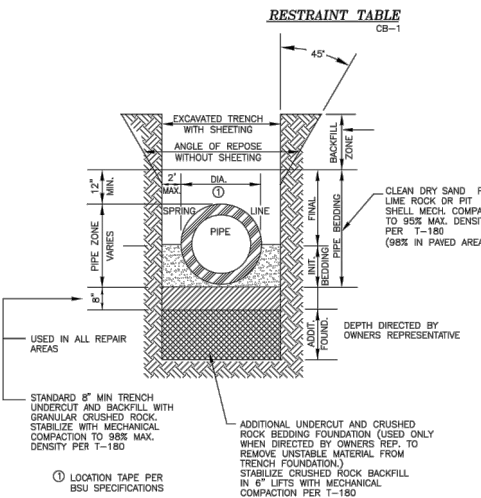 RESTRAINT TABLE
CB-1
45°
EXCAVATED TRENCH
WITH SHEETING
ANGLE OF REPOSE
WITHOUT SHEETING
BACKFILL
ZONE
12"
MIN.
2'
MAX.
DIA.
①
SPRING LINE
PIPE
PIPE ZONE
VARIES
8"
FINAL
INIT.
BEDDING
PIPE BEDDING
ADDIT.
FOUND.
CLEAN DRY SAND
LIME ROCK OR PIT
SHELL MECH.
TO 95% MAX.
PER T-180
(98% IN PAVED
DEPTH DIRECTED BY
OWNERS REPRESENTATIVE
USED IN ALL REPAIR
AREAS
STANDARD 8" MIN TRENCH
UNDERCUT AND BACKFILL WITH
GRANULAR CRUSHED ROCK.
STABILIZE WITH MECHANICAL
COMPACTION TO 98% MAX.
DENSITY PER T-180
ADDITIONAL UNDERCUT AND CRUSHED
ROCK BEDDING FOUNDATION (USED ONLY
WHEN DIRECTED BY OWNERS REP. TO
REMOVE UNSTABLE MATERIAL FROM
TRENCH FOUNDATION.)
STABILIZE CRUSHED ROCK BACKFILL
IN 6" LIFTS WITH MECHANICAL
COMPACTION PER T-180
① LOCATION TAPE PER
BSU SPECIFICATIONS